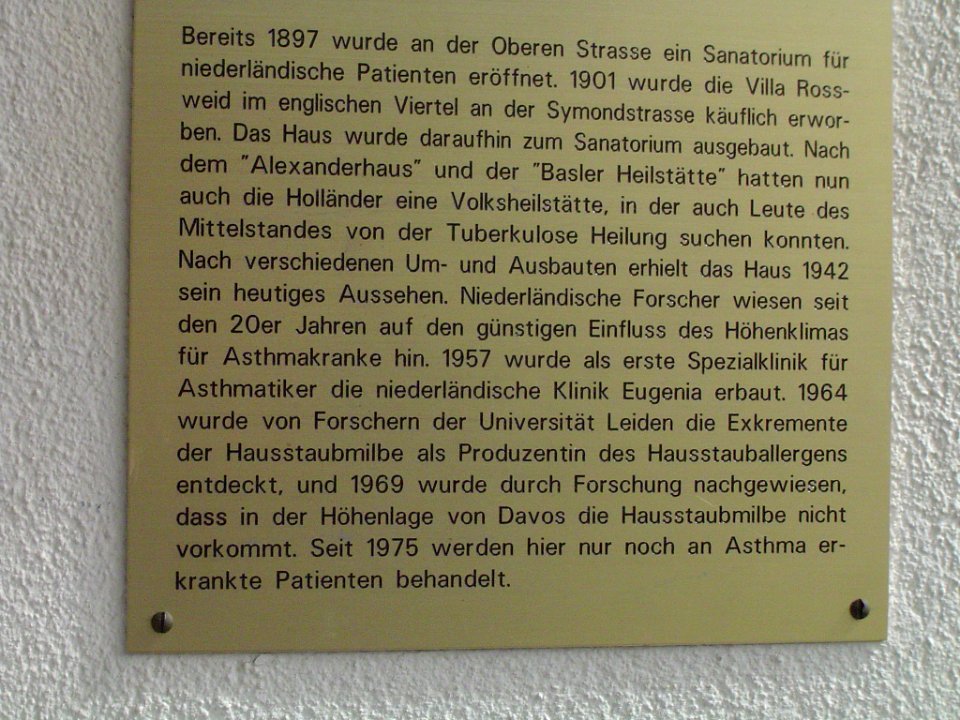 Bereits 1897 wurde an der Oberen Strasse ein Sanatorium für
niederländische Patienten eröffnet. 1901 wurde die Villa Ross-
weid im englischen Viertel an der Symondstrasse käuflich erwor-
ben. Das Haus wurde daraufhin zum Sanatorium ausgebaut. Nach
dem "Alexanderhaus" und der "Basler Heilstätte" hatten nun
auch die Holländer eine Volksheilstätte, in der auch Leute des
Mittelstandes von der Tuberkulose Heilung suchen konnten.
Nach verschiedenen Um- und Ausbauten erhielt das Haus 1942
sein heutiges Aussehen. Niederländische Forscher wiesen seit
den 20er Jahren auf den günstigen Einfluss des Höhenklimas
für Asthmakranke hin. 1957 wurde als erste Spezialklinik für
Asthmatiker die niederländische Klinik Eugenia erbaut. 1964
wurde von Forschern der Universität Leiden die Exkremente
der Hausstaubmilbe als Produzentin des Hausstauballergens
entdeckt, und 1969 wurde durch Forschung nachgewiesen,
dass in der Höhenlage von Davos die Hausstaubmilbe nicht
vorkommt. Seit 1975 werden hier nur noch an Asthma er-
krankte Patienten behandelt.